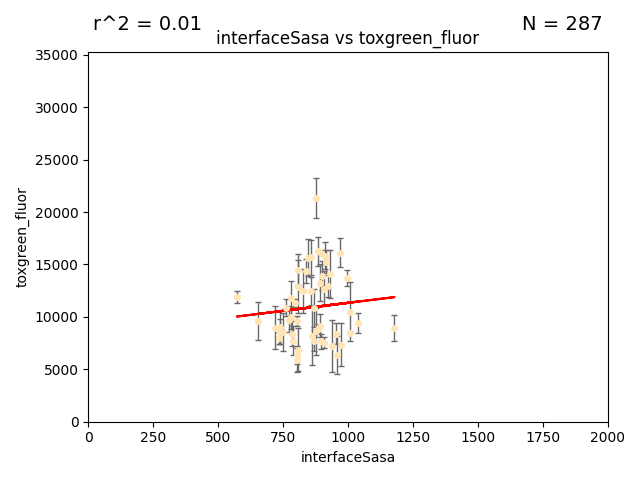 r^2 = 0.01
N = 287
interfaceSasa vs toxgreen_fluor
35000
30000
25000
20000
15000
10000
5000
0
toxgreen_fluor
0 250 500 750 1000 1250 1500 1750 2000
interfaceSasa